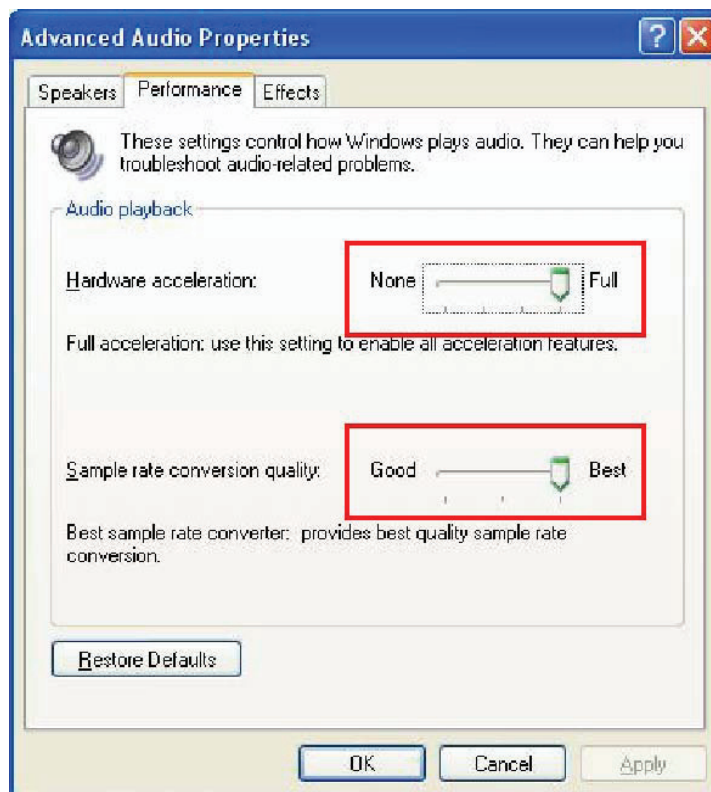 Advanced Audio Properties
Speakers Performance Effects
These settings control how Windows plays audio. They can help you
troubleshoot audio-related problems.
Audio playback
Hardware acceleration: None Full
Full acceleration: use this setting to enable all acceleration features.
Sample rate conversion quality: Good Best
Best sample rate converter: provides best quality sample rate
conversion.
Restore Defaults
OK Cancel Apply